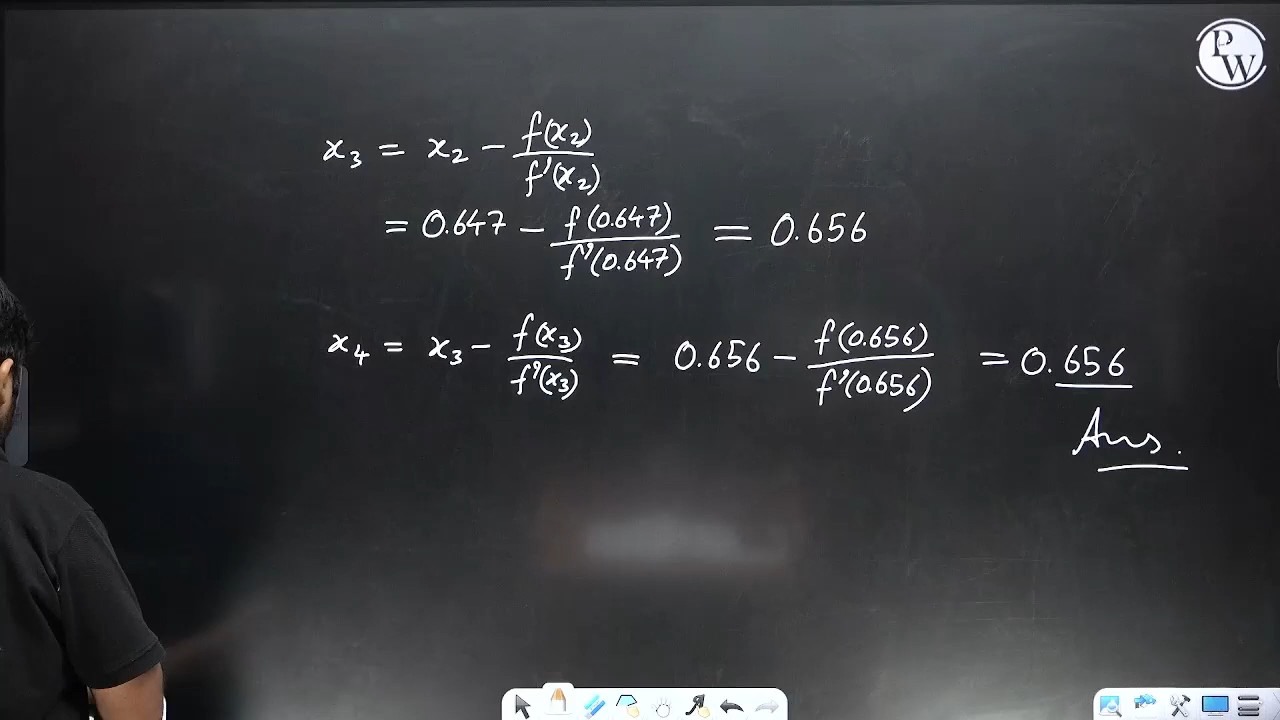 PW
x₃ = x₂ − f(x₂)/f'(x₂)
= 0.647 − f(0.647)/f'(0.647) = 0.656
x₄ = x₃ − f(x₃)/f'(x₃) = 0.656 − f(0.656)/f'(0.656) = 0.656
Ans.